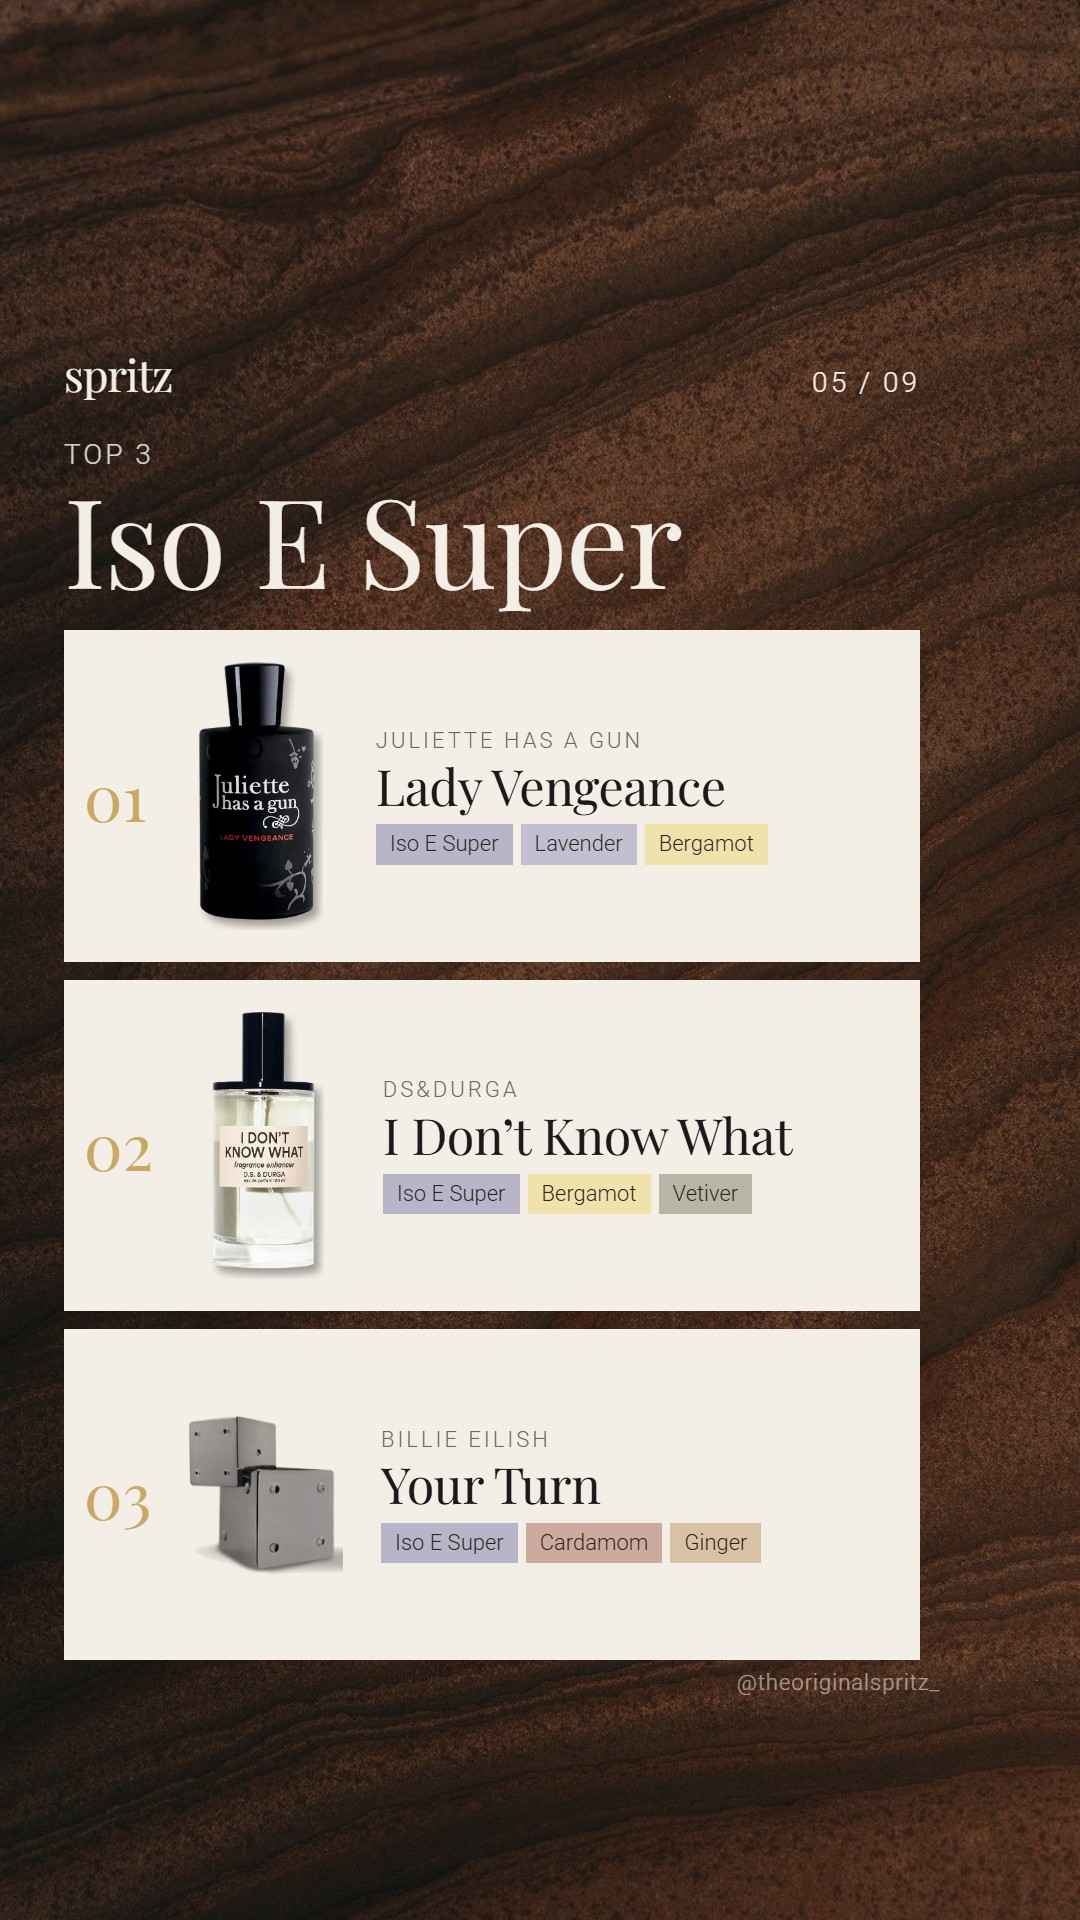 spritz
05 / 09
TOP 3
Iso E Super
01
Juliette
has a gun
LADY VENGEANCE
JULIETTE HAS A GUN
Lady Vengeance
Iso E Super Lavender Bergamot
02
I DON'T
KNOW WHAT
fragrance enhancer
D.S. & DURGA
DS&DURGA
I Don’t Know What
Iso E Super Bergamot Vetiver
03
BILLIE EILISH
Your Turn
Iso E Super Cardamom Ginger
@theoriginalspritz_